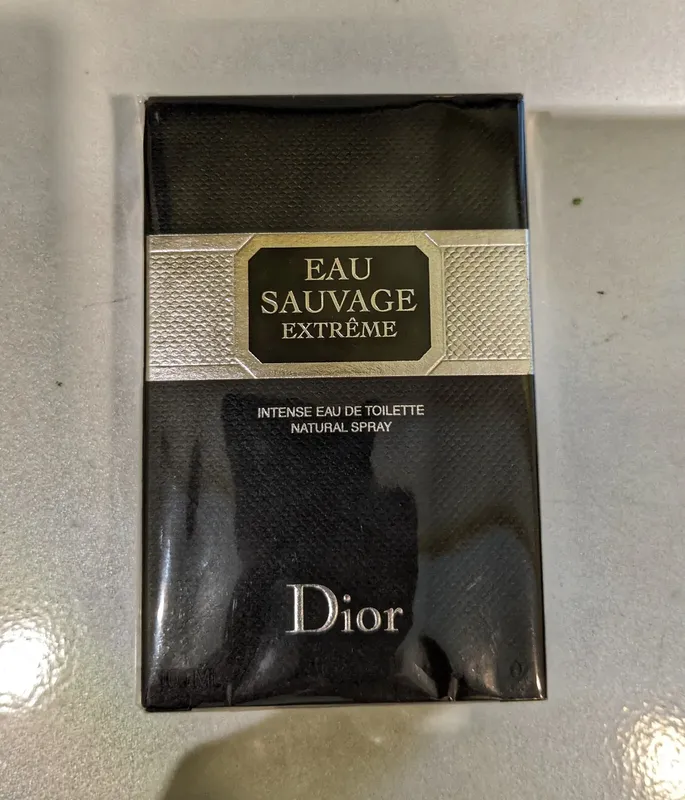 EAU
SAUVAGE
EXTRÊME
INTENSE EAU DE TOILETTE
NATURAL SPRAY
Dior